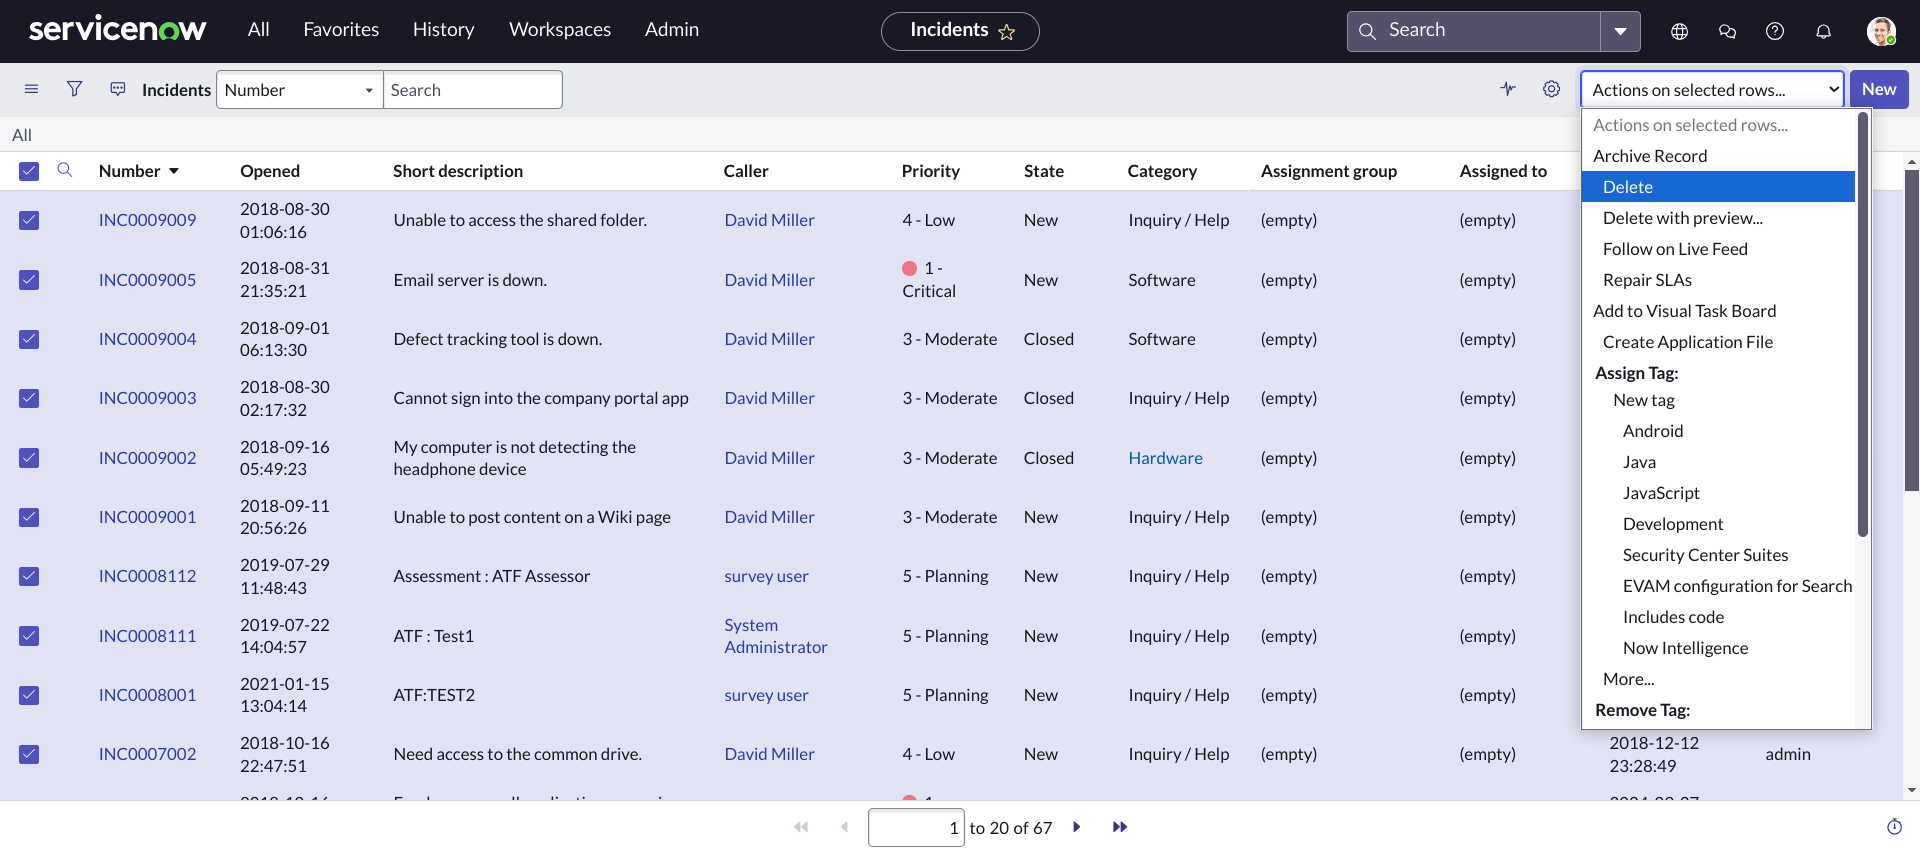 servicenow
All
Favorites
History
Workspaces
Admin
Incidents
Search
Incidents
Number
Search
Actions on selected rows...
New
All
Number
Opened
Short description
Caller
Priority
State
Category
Assignment group
Assigned to
INC0009009
2018-08-30
01:06:16
Unable to access the shared folder.
David Miller
4 - Low
New
Inquiry / Help
(empty)
(empty)
INC0009005
2018-08-31
21:35:21
Email server is down.
David Miller
1 -
Critical
New
Software
(empty)
(empty)
INC0009004
2018-09-01
06:13:30
Defect tracking tool is down.
David Miller
3 - Moderate
Closed
Software
(empty)
(empty)
INC0009003
2018-08-30
02:17:32
Cannot sign into the company portal app
David Miller
3 - Moderate
Closed
Inquiry / Help
(empty)
(empty)
INC0009002
2018-09-16
05:49:23
My computer is not detecting the
headphone device
David Miller
3 - Moderate
Closed
Hardware
(empty)
(empty)
INC0009001
2018-09-11
20:56:26
Unable to post content on a Wiki page
David Miller
3 - Moderate
New
Inquiry / Help
(empty)
(empty)
INC0008112
2019-07-29
11:48:43
Assessment : ATF Assessor
survey user
5 - Planning
New
Inquiry / Help
(empty)
(empty)
INC0008111
2019-07-22
14:04:57
ATF : Test1
System
Administrator
5 - Planning
New
Inquiry / Help
(empty)
(empty)
INC0008001
2021-01-15
13:04:14
ATF:TEST2
survey user
5 - Planning
New
Inquiry / Help
(empty)
(empty)
INC0007002
2018-10-16
22:47:51
Need access to the common drive.
David Miller
4 - Low
New
Inquiry / Help
(empty)
(empty)
2018-12-12
23:28:49
admin
Actions on selected rows...
Archive Record
Delete
Delete with preview...
Follow on Live Feed
Repair SLAs
Add to Visual Task Board
Create Application File
Assign Tag:
New tag
Android
Java
JavaScript
Development
Security Center Suites
EVAM configuration for Search
Includes code
Now Intelligence
More...
Remove Tag:
1 to 20 of 67